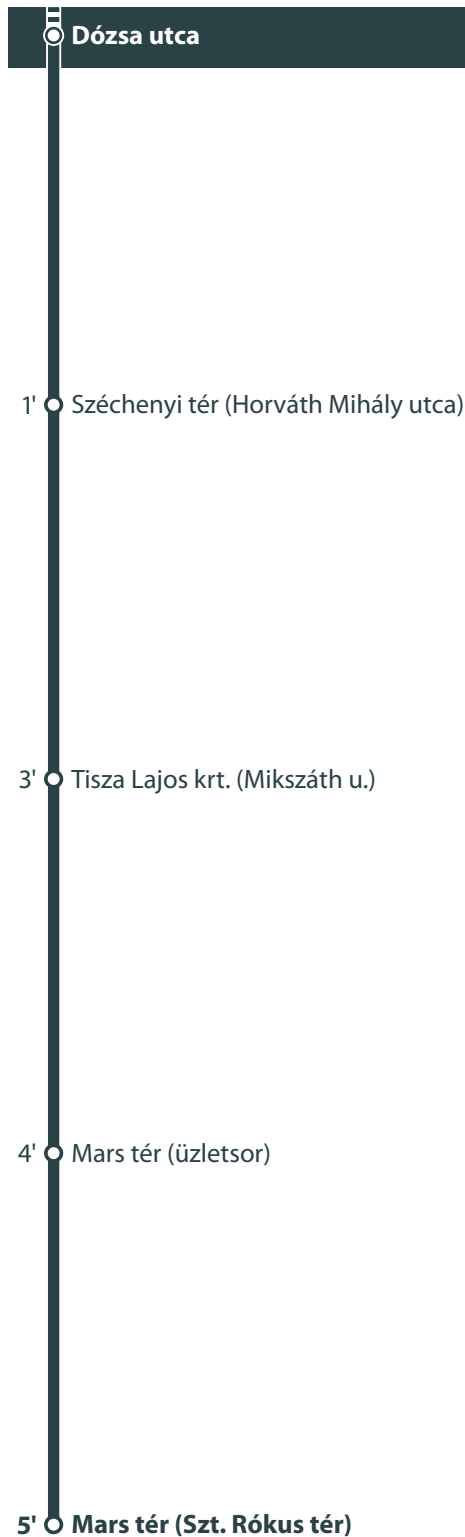 Dózsa utca
1' Széchenyi tér (Horváth Mihály utca)
3' Tisza Lajos krt. (Mikszáth u.)
4' Mars tér (üzletsor)
5' Mars tér (Szt. Rókus tér)